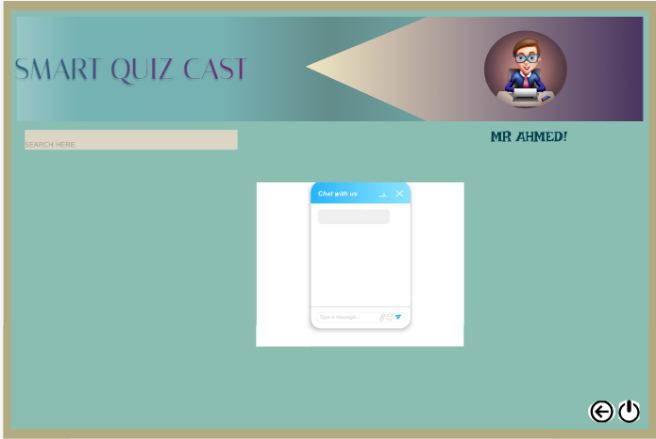 SMART QUIZ CAST
SEARCH HERE
MR AHMED!
Chat with us
Type a message...